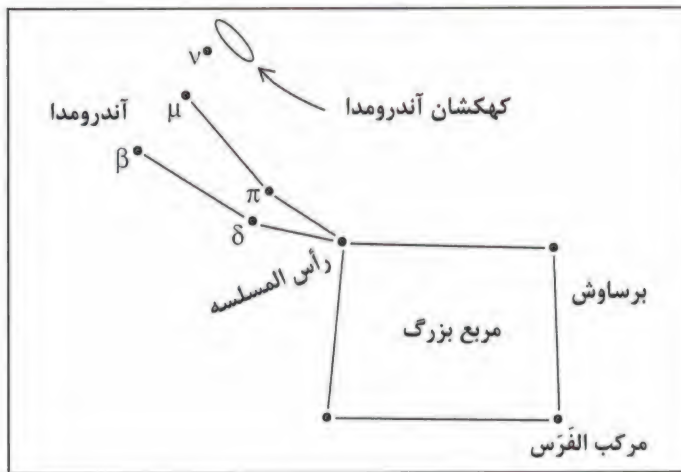 ν
کهکشان آندرومدا
μ
آندرومدا
β
π
δ
رأس المسلسه
برساوش
مربع بزرگ
مرکب الفَرَس